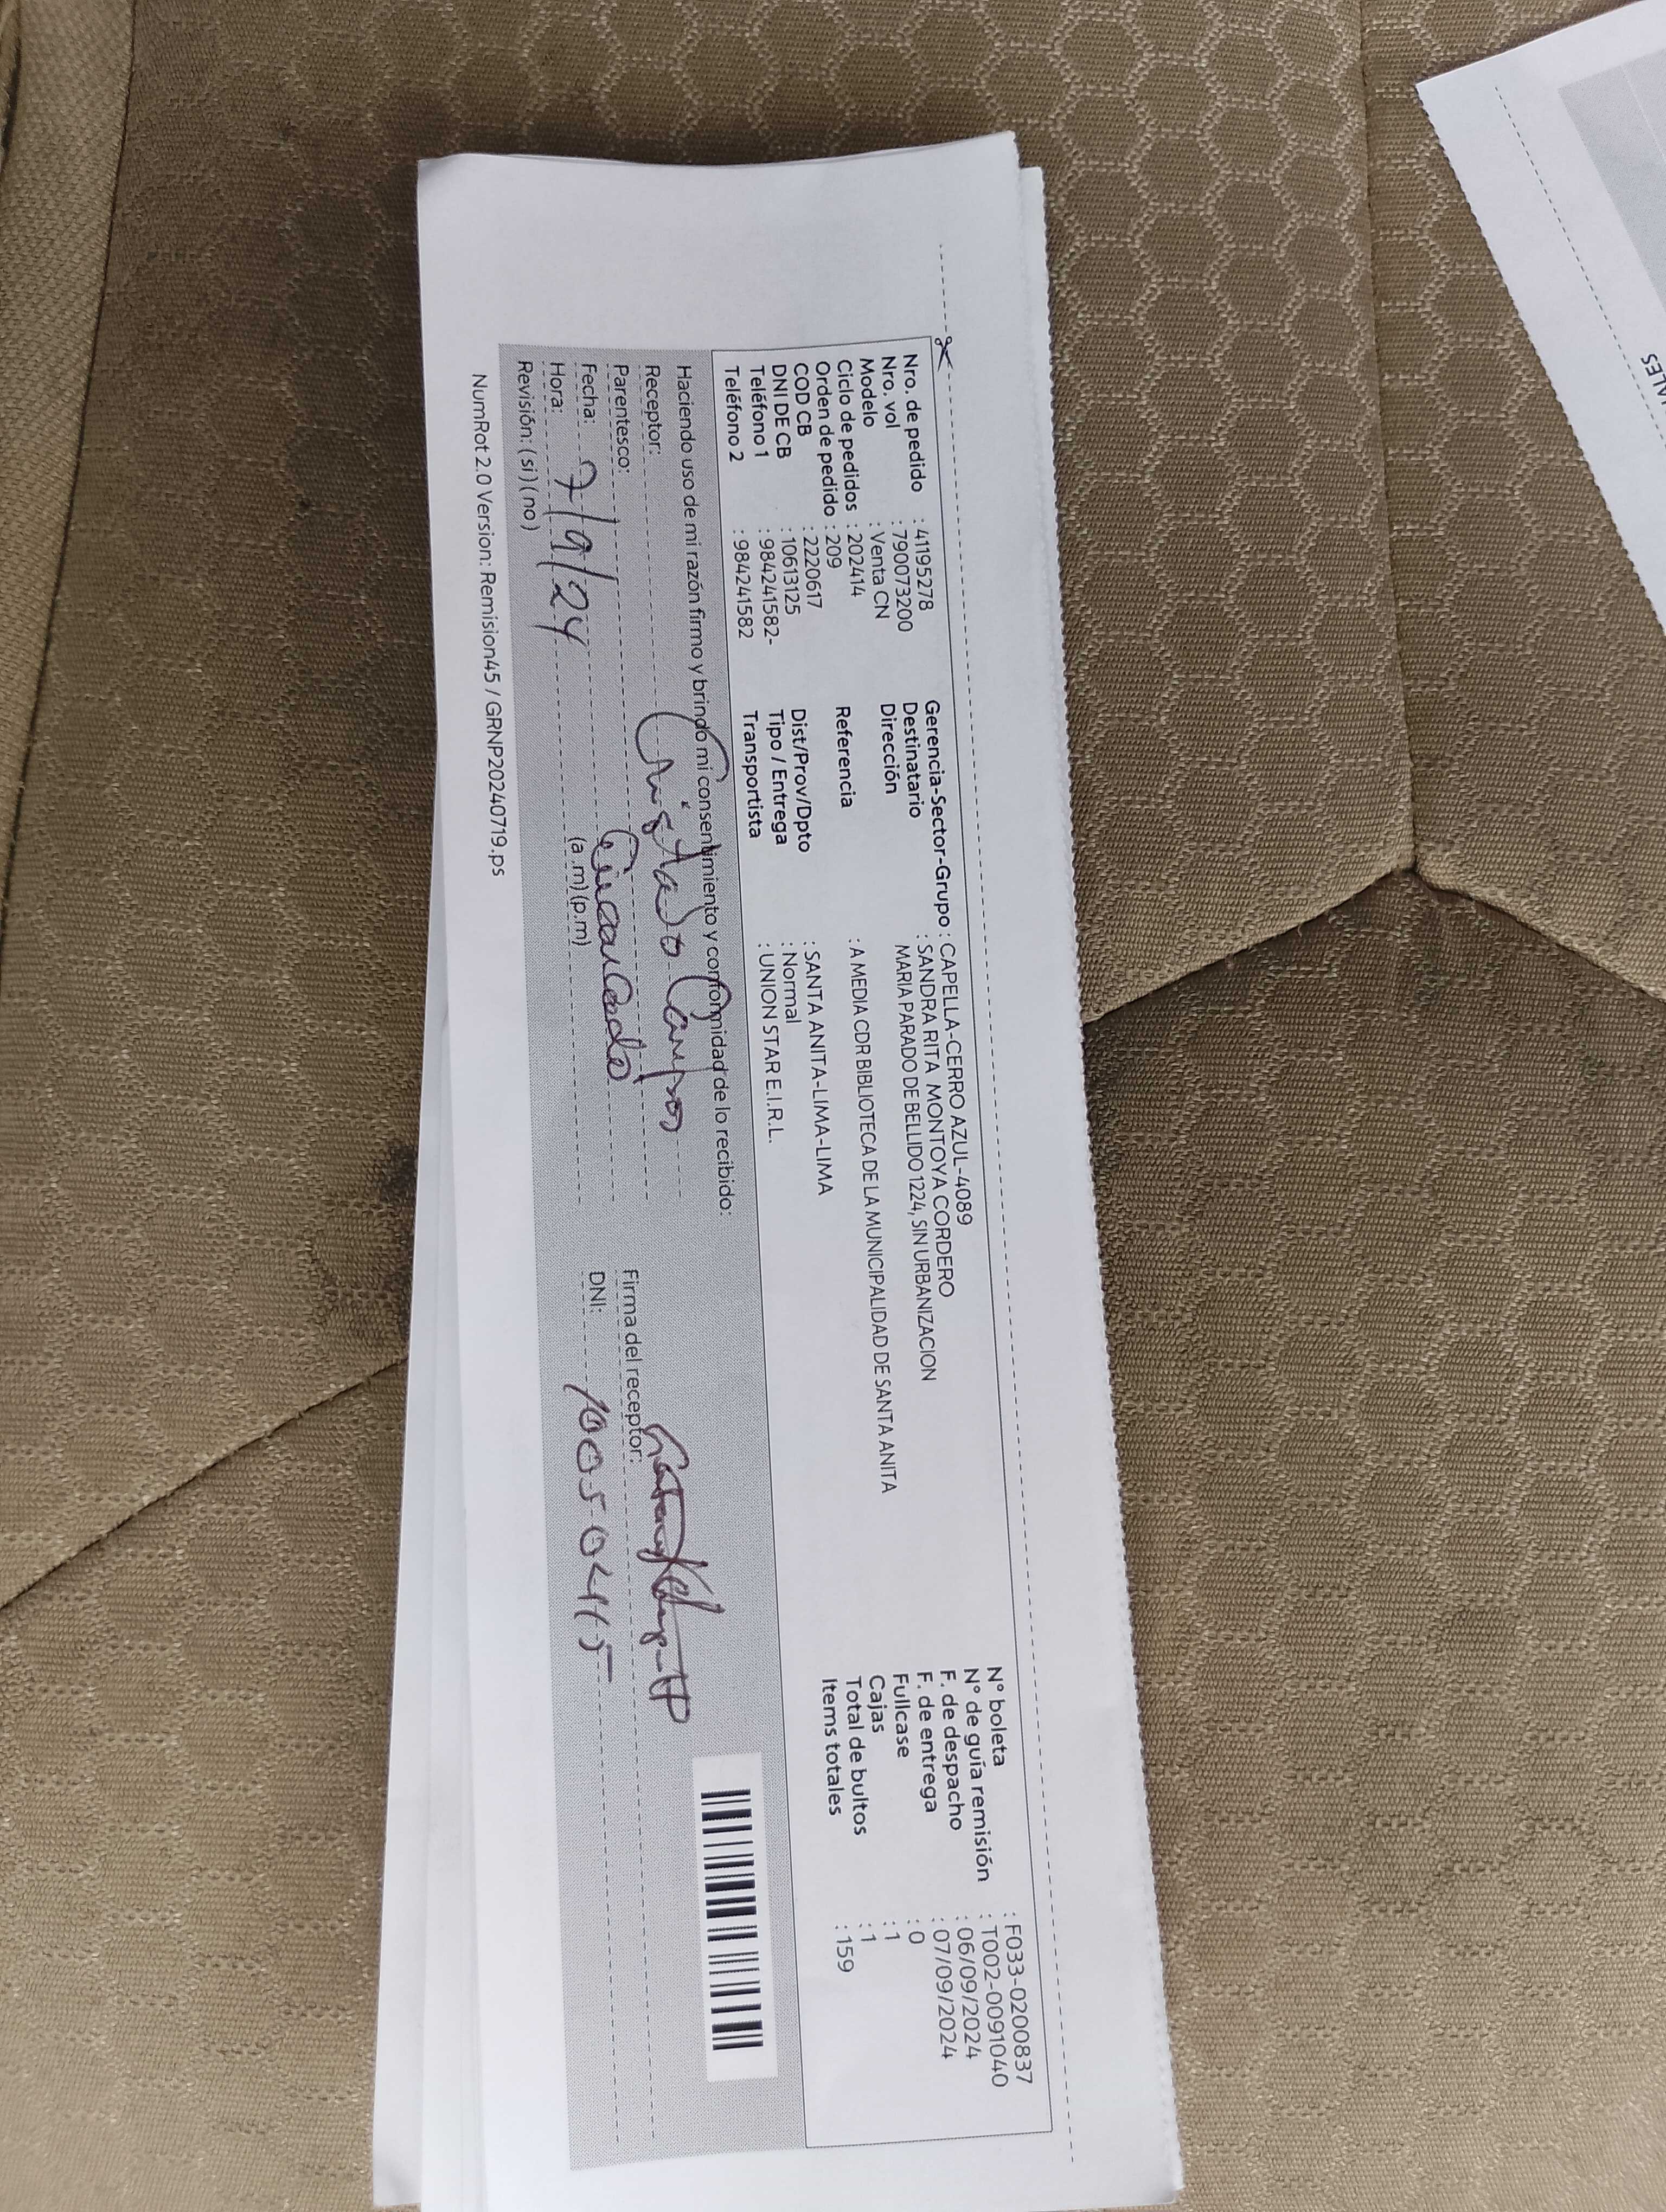 Nro. de pedido : 41195278
Nro. vol : 790073200
Modelo : Venta CN
Ciclo de pedidos : 202414
Orden de pedido : 209
COD CB : 2220617
DNI DE CB : 10613125
Teléfono 1 : 984241582-
Teléfono 2 : 984241582
Gerencia-Sector-Grupo : CAPELLA-CERRO AZUL-4089
Destinatario : SANDRA RITA MONTOYA CORDERO
Dirección MARIA PARADO DE BELLIDO 1224, SIN URBANIZACION
Referencia : A MEDIA CDR BIBLIOTECA DE LA MUNICIPALIDAD DE SANTA ANITA
Dist/Prov/Dpto : SANTA ANITA-LIMA-LIMA
Tipo / Entrega : Normal
Transportista : UNION STAR E.I.R.L.
N° boleta : F033-0200837
N° de guía remisión : T002-0091040
F. de despacho : 06/09/2024
F. de entrega : 07/09/2024
Fullcase : 0
Cajas : 1
Total de bultos : 1
Items totales : 159
Haciendo uso de mi razón firmo y brindo mi consentimiento y conformidad de lo recibido:
Receptor: Campos
Parentesco:
Fecha: 7/9/24
Hora: (a.m)(p.m)
Revisión: (si) (no)
Firma del receptor:
DNI: 10050415
NumRot 2.0 Version: Remision45 / GRNP20240719.ps